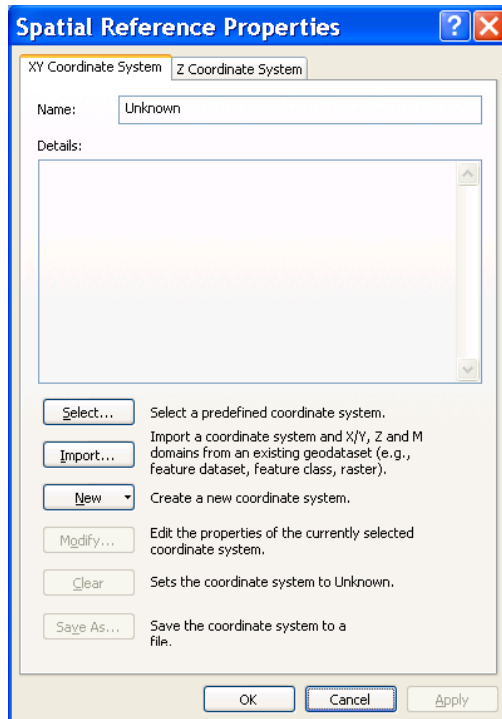 Spatial Reference Properties
XY Coordinate System
Z Coordinate System
Name:
Unknown
Details:
Select...
Select a predefined coordinate system.
Import...
Import a coordinate system and X/Y, Z and M
domains from an existing geodataset (e.g.,
feature dataset, feature class, raster).
New
Create a new coordinate system.
Modify...
Edit the properties of the currently selected
coordinate system.
Clear
Sets the coordinate system to Unknown.
Save As...
Save the coordinate system to a
file.
OK
Cancel
Apply